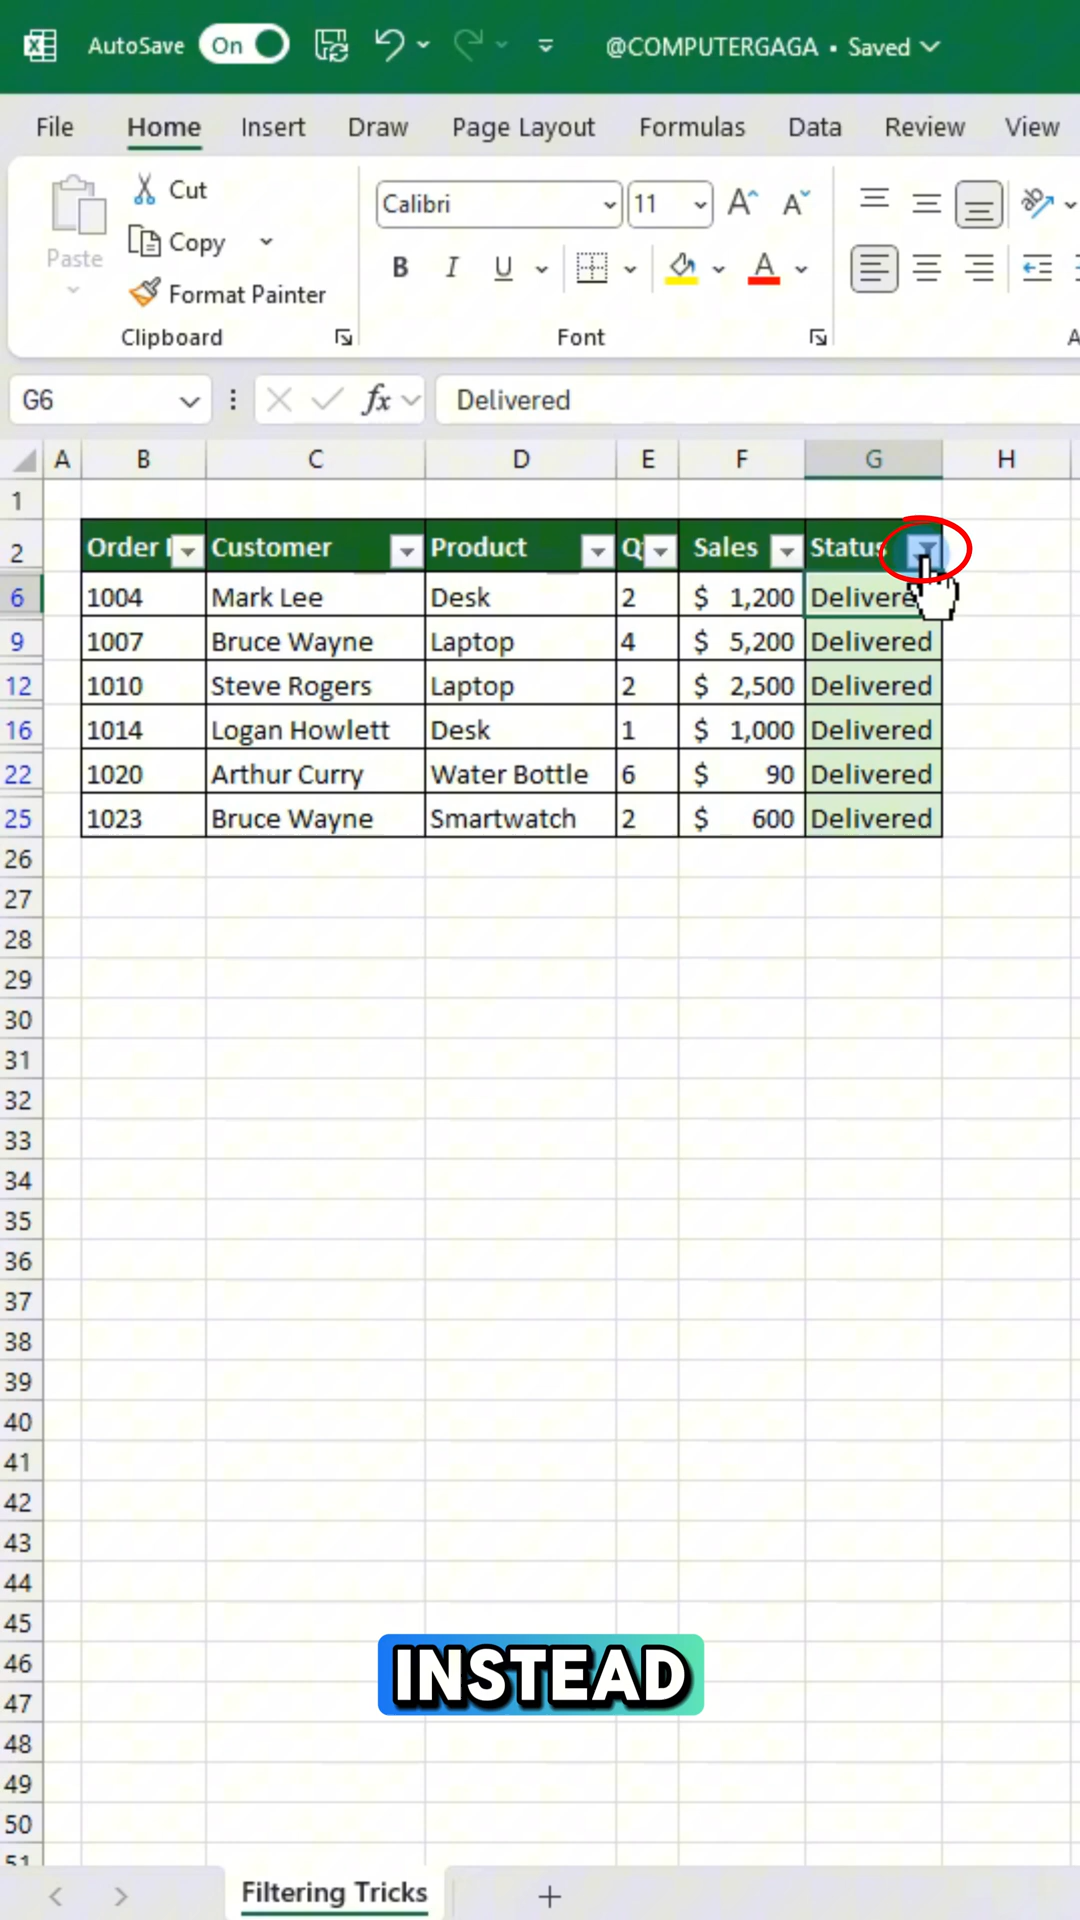 AutoSave On @COMPUTERGAGA • Saved
File Home Insert Draw Page Layout Formulas Data Review View
Paste
Cut
Copy
Format Painter
Clipboard
Calibri 11
B I U A
Font
G6 fx Delivered
A B C D E F G H
1
2 Order Customer Product Sales Status
6 1004 Mark Lee Desk 2 $ 1,200 Delivere
9 1007 Bruce Wayne Laptop 4 $ 5,200 Delivered
12 1010 Steve Rogers Laptop 2 $ 2,500 Delivered
16 1014 Logan Howlett Desk 1 $ 1,000 Delivered
22 1020 Arthur Curry Water Bottle 6 $ 90 Delivered
25 1023 Bruce Wayne Smartwatch 2 $ 600 Delivered
26
27
28
29
30
31
32
33
34
35
36
37
38
39
40
41
42
43
44
45
46
INSTEAD
47
48
49
50
51
Filtering Tricks